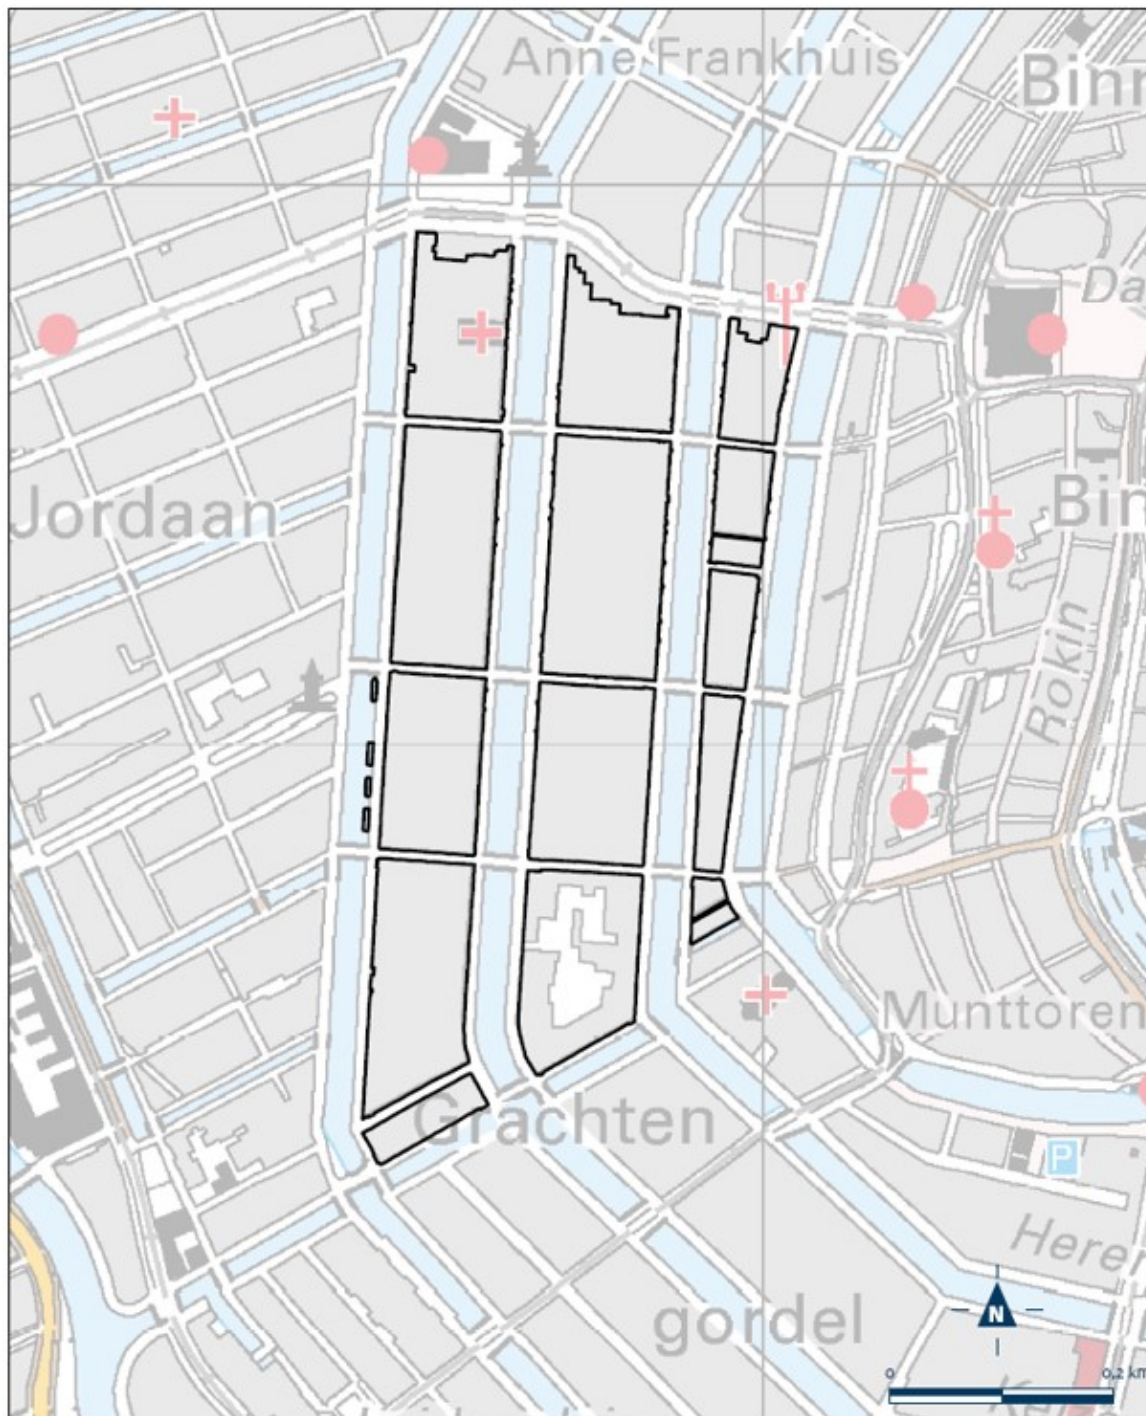 Anne Frankhuis
Binn
Da
Jordaan
Bin
Rokin
Munttoren
Grachten
P
Here
gordel
N
0
0,2 km